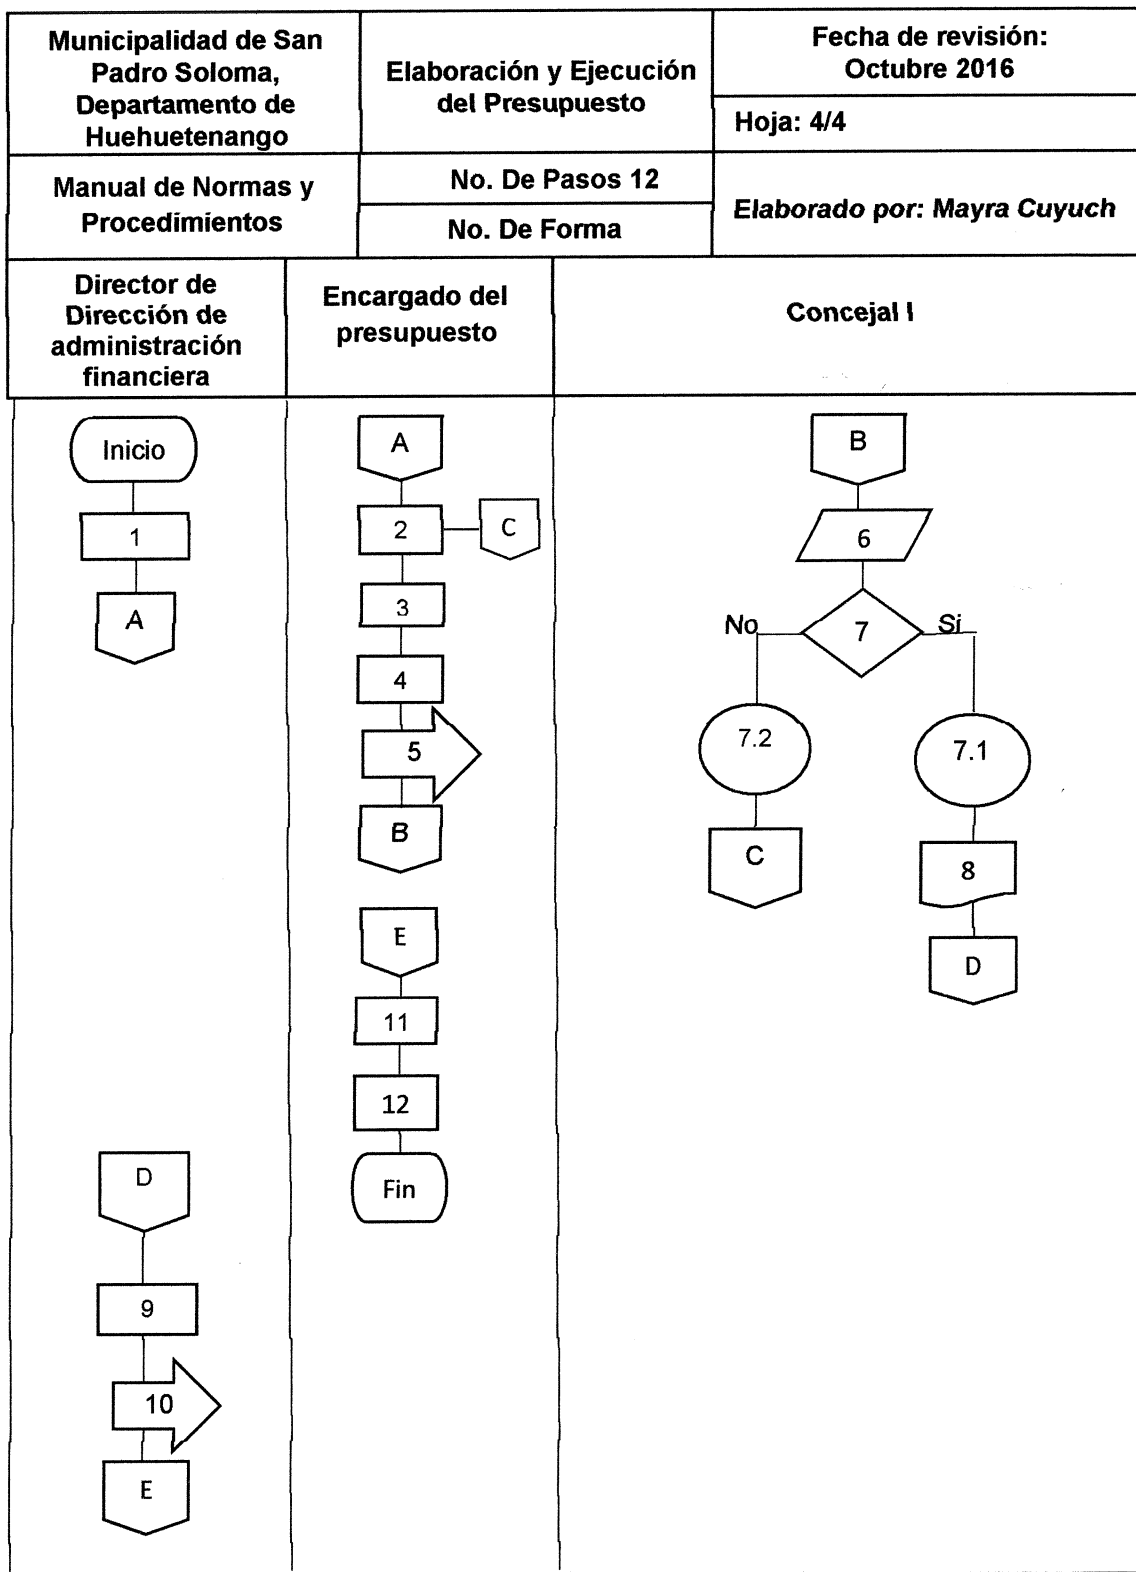 Municipalidad de San
Padro Soloma,
Departamento de
Huehuetenango
Elaboración y Ejecución
del Presupuesto
Fecha de revisión:
Octubre 2016
Hoja: 4/4
Manual de Normas y
Procedimientos
No. De Pasos 12
No. De Forma
Elaborado por: Mayra Cuyuch
Director de
Dirección de
administración
financiera
Encargado del
presupuesto
Concejal I
Inicio
1
A
D
9
10
E
A
2
C
3
4
5
B
E
11
12
Fin
B
6
7
No
Si
7.2
7.1
C
8
D